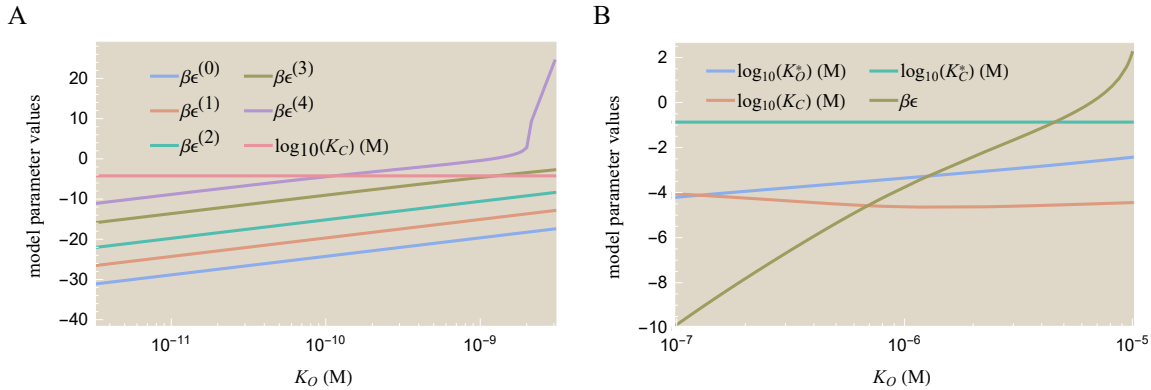 A
B
model parameter values
20
10
0
−10
−20
−30
−40
βϵ(0)
βϵ(3)
βϵ(1)
βϵ(4)
βϵ(2)
log10(KC) (M)
10−11
10−10
10−9
KO (M)
model parameter values
2
0
−2
−4
−6
−8
−10
log10(K*O) (M)
log10(K*C) (M)
log10(KC) (M)
βϵ
10−7
10−6
10−5
KO (M)